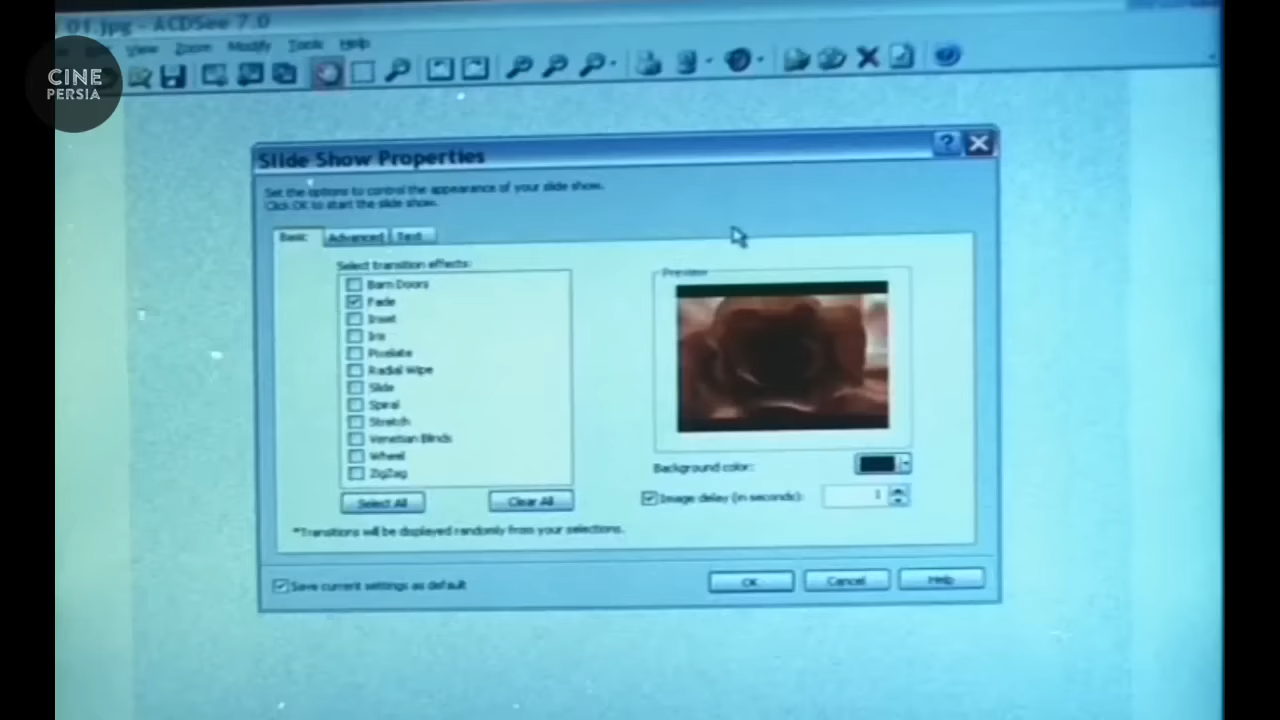 01.jpg - ACDSee 7.0
View Zoom Modify Tools Help
CINE
PERSIA
Slide Show Properties
Set the options to control the appearance of your slide show.
Click OK to start the slide show.
Basic Advanced Text
Select transition effects:
Barn Doors
Fade
Inset
Iris
Pixelate
Radial Wipe
Slide
Spiral
Stretch
Venetian Blinds
Wheel
ZigZag
Select All Clear All
*Transitions will be displayed randomly from your selections.
Preview
Background color:
Image delay (in seconds): 1
Save current settings as default
OK Cancel Help